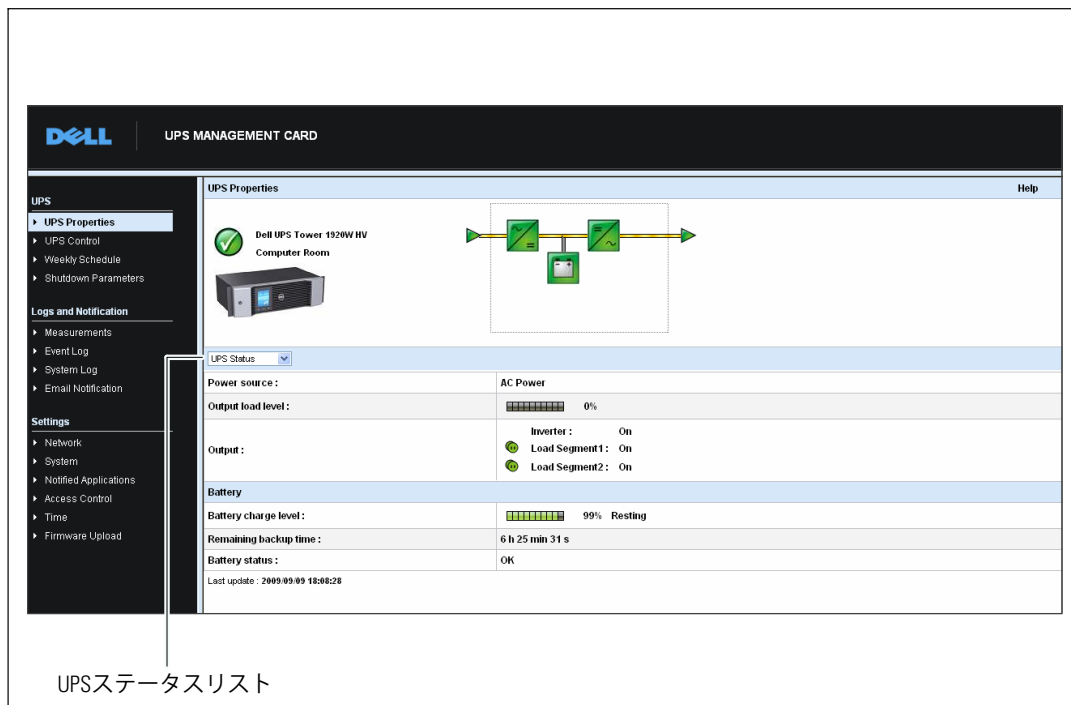 DELL
UPS MANAGEMENT CARD
UPS
UPS Properties
UPS Control
Weekly Schedule
Shutdown Parameters
Logs and Notification
Measurements
Event Log
System Log
Email Notification
Settings
Network
System
Notified Applications
Access Control
Time
Firmware Upload
UPS Properties
Help
Dell UPS Tower 1920W HV
Computer Room
UPS Status
Power source :
AC Power
Output load level :
0%
Output :
Inverter : On
Load Segment1 : On
Load Segment2 : On
Battery
Battery charge level :
99% Resting
Remaining backup time :
6 h 25 min 31 s
Battery status :
OK
Last update : 2009/09/09 18:08:28
UPSステータスリスト